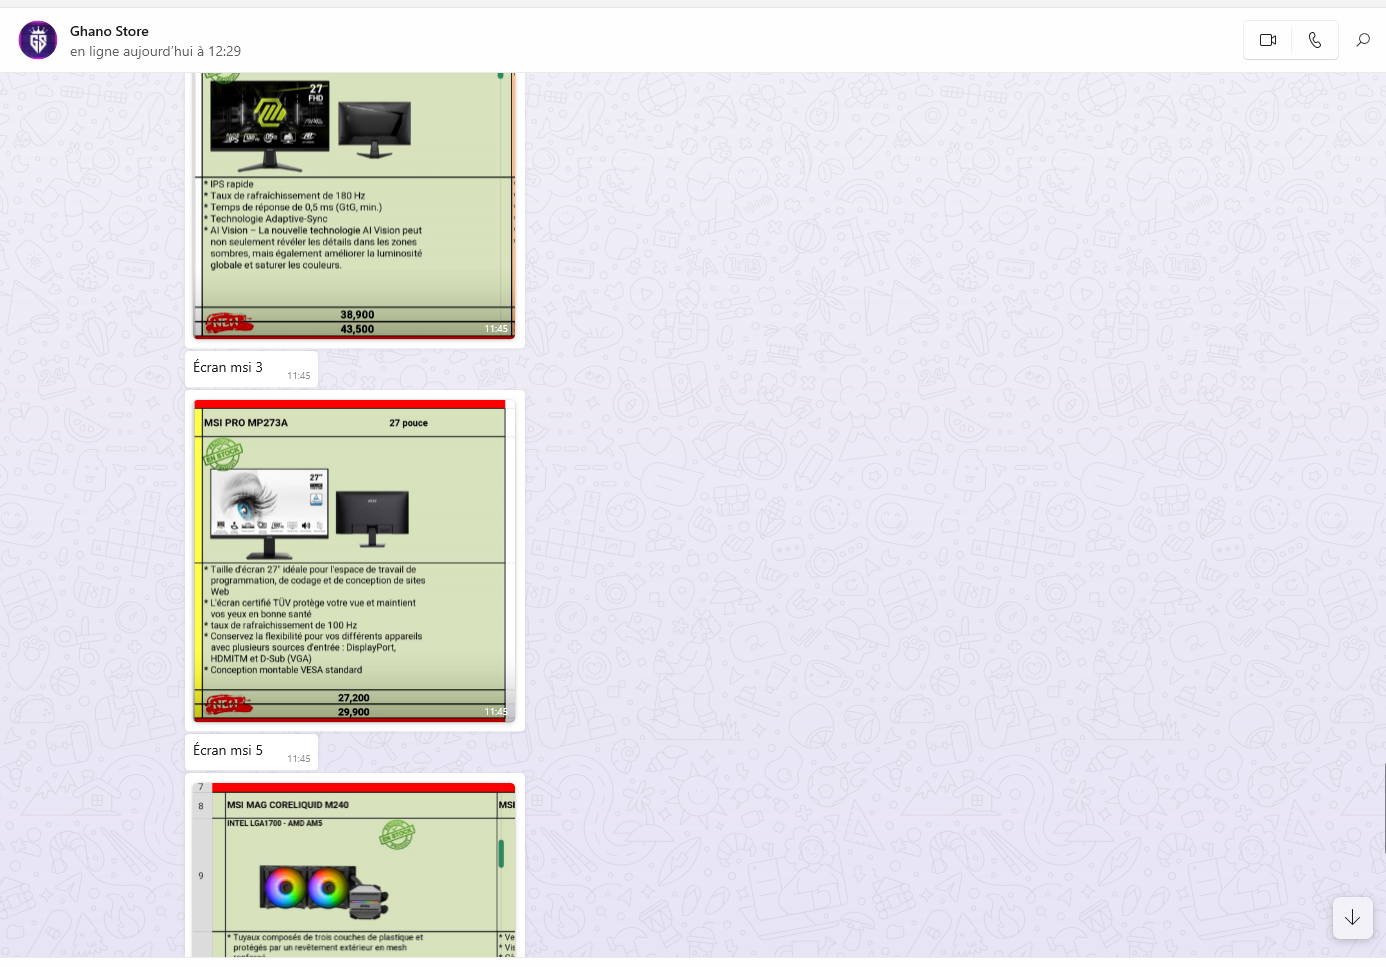 Ghano Store
en ligne aujourd’hui à 12:29
27
FHD
* IPS rapide
* Taux de rafraîchissement de 180 Hz
* Temps de réponse de 0,5 ms (GtG, min.)
* Technologie Adaptive-Sync
* AI Vision – La nouvelle technologie AI Vision peut
non seulement révéler les détails dans les zones
sombres, mais également améliorer la luminosité
globale et saturer les couleurs.
38,900
NEW
43,500
11:45
Écran msi 3
11:45
MSI PRO MP273A 27 pouce
EN STOCK
27"
* Taille d'écran 27" idéale pour l'espace de travail de
programmation, de codage et de conception de sites
Web
* L'écran certifié TÜV protège votre vue et maintient
vos yeux en bonne santé
* taux de rafraîchissement de 100 Hz
* Conservez la flexibilité pour vos différents appareils
avec plusieurs sources d'entrée : DisplayPort,
HDMITM et D-Sub (VGA)
* Conception montable VESA standard
27,200
NEW
29,900
11:45
Écran msi 5
11:45
7
8 MSI MAG CORELIQUID M240 MSI
INTEL LGA1700 - AMD AM5
EN STOCK
9
* Tuyaux composés de trois couches de plastique et * Ve
protégés par un revêtement extérieur en mesh * Vis